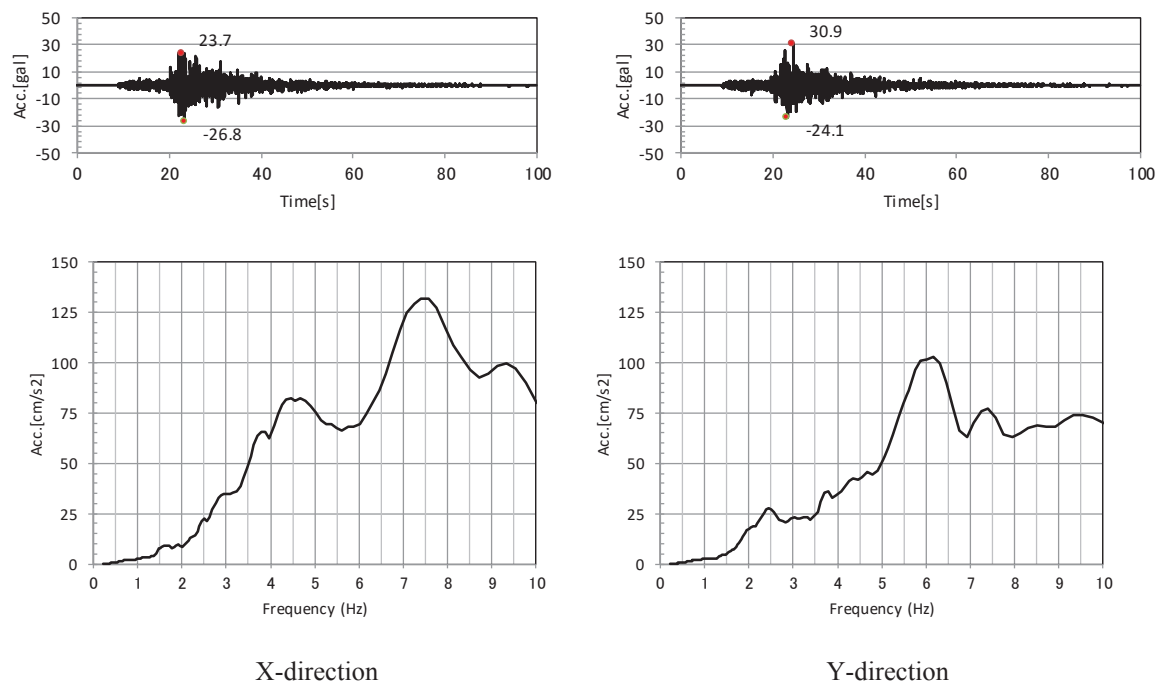 50
30
10
-10
-30
-50
Acc.[gal]
23.7
-26.8
0 20 40 60 80 100
Time[s]
50
30
10
-10
-30
-50
Acc.[gal]
30.9
-24.1
0 20 40 60 80 100
Time[s]
150
125
100
75
50
25
0
Acc.[cm/s2]
0 1 2 3 4 5 6 7 8 9 10
Frequency (Hz)
150
125
100
75
50
25
0
Acc.[cm/s2]
0 1 2 3 4 5 6 7 8 9 10
Frequency (Hz)
X-direction
Y-direction